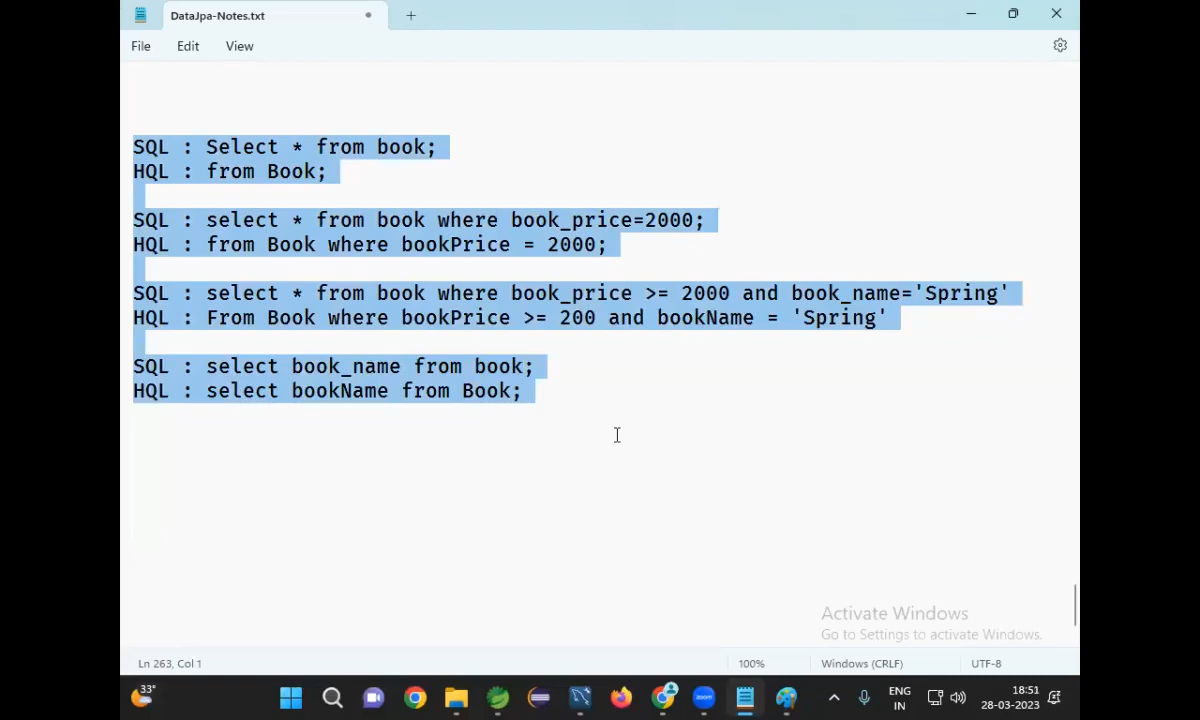 DataJpa-Notes.txt
File Edit View
SQL : Select * from book;
HQL : from Book;
SQL : select * from book where book_price=2000;
HQL : from Book where bookPrice = 2000;
SQL : select * from book where book_price >= 2000 and book_name='Spring'
HQL : From Book where bookPrice >= 200 and bookName = 'Spring'
SQL : select book_name from book;
HQL : select bookName from Book;
Activate Windows
Go to Settings to activate Windows.
Ln 263, Col 1 100% Windows (CRLF) UTF-8
33°
zoom
ENG
IN
18:51
28-03-2023